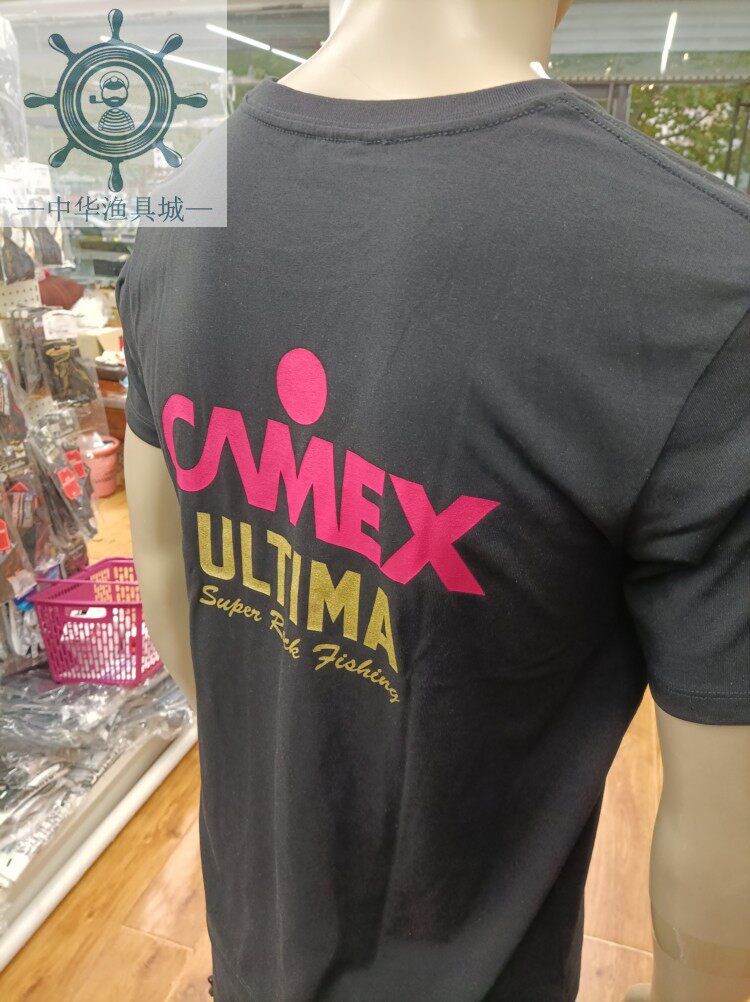 —中华渔具城—
CAMEX
ULTIMA
Super Rock Fishing